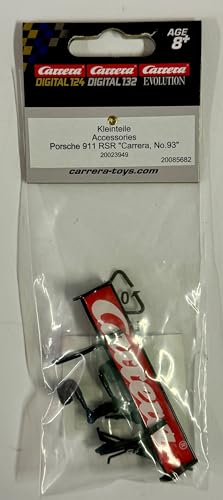 AGE
8+
Carrera Carrera Carrera
DIGITAL 124 DIGITAL 132 EVOLUTION
Kleinteile
Accessories
Porsche 911 RSR "Carrera, No.93"
20023949
20085682
carrera-toys.com
Carrera®